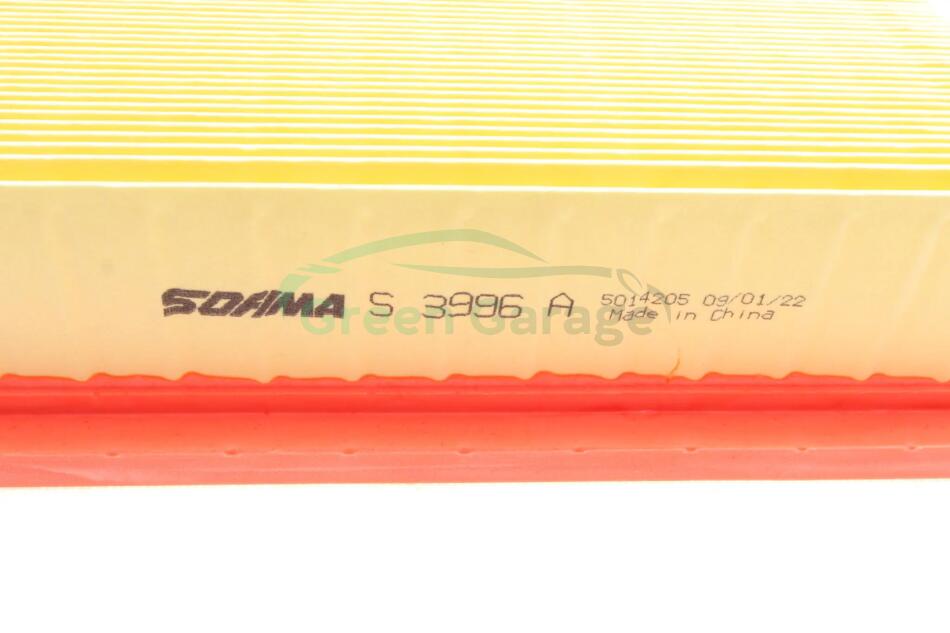 SOFIMA S 3996 A 5014205 09/01/22
Made in China
Green Garage